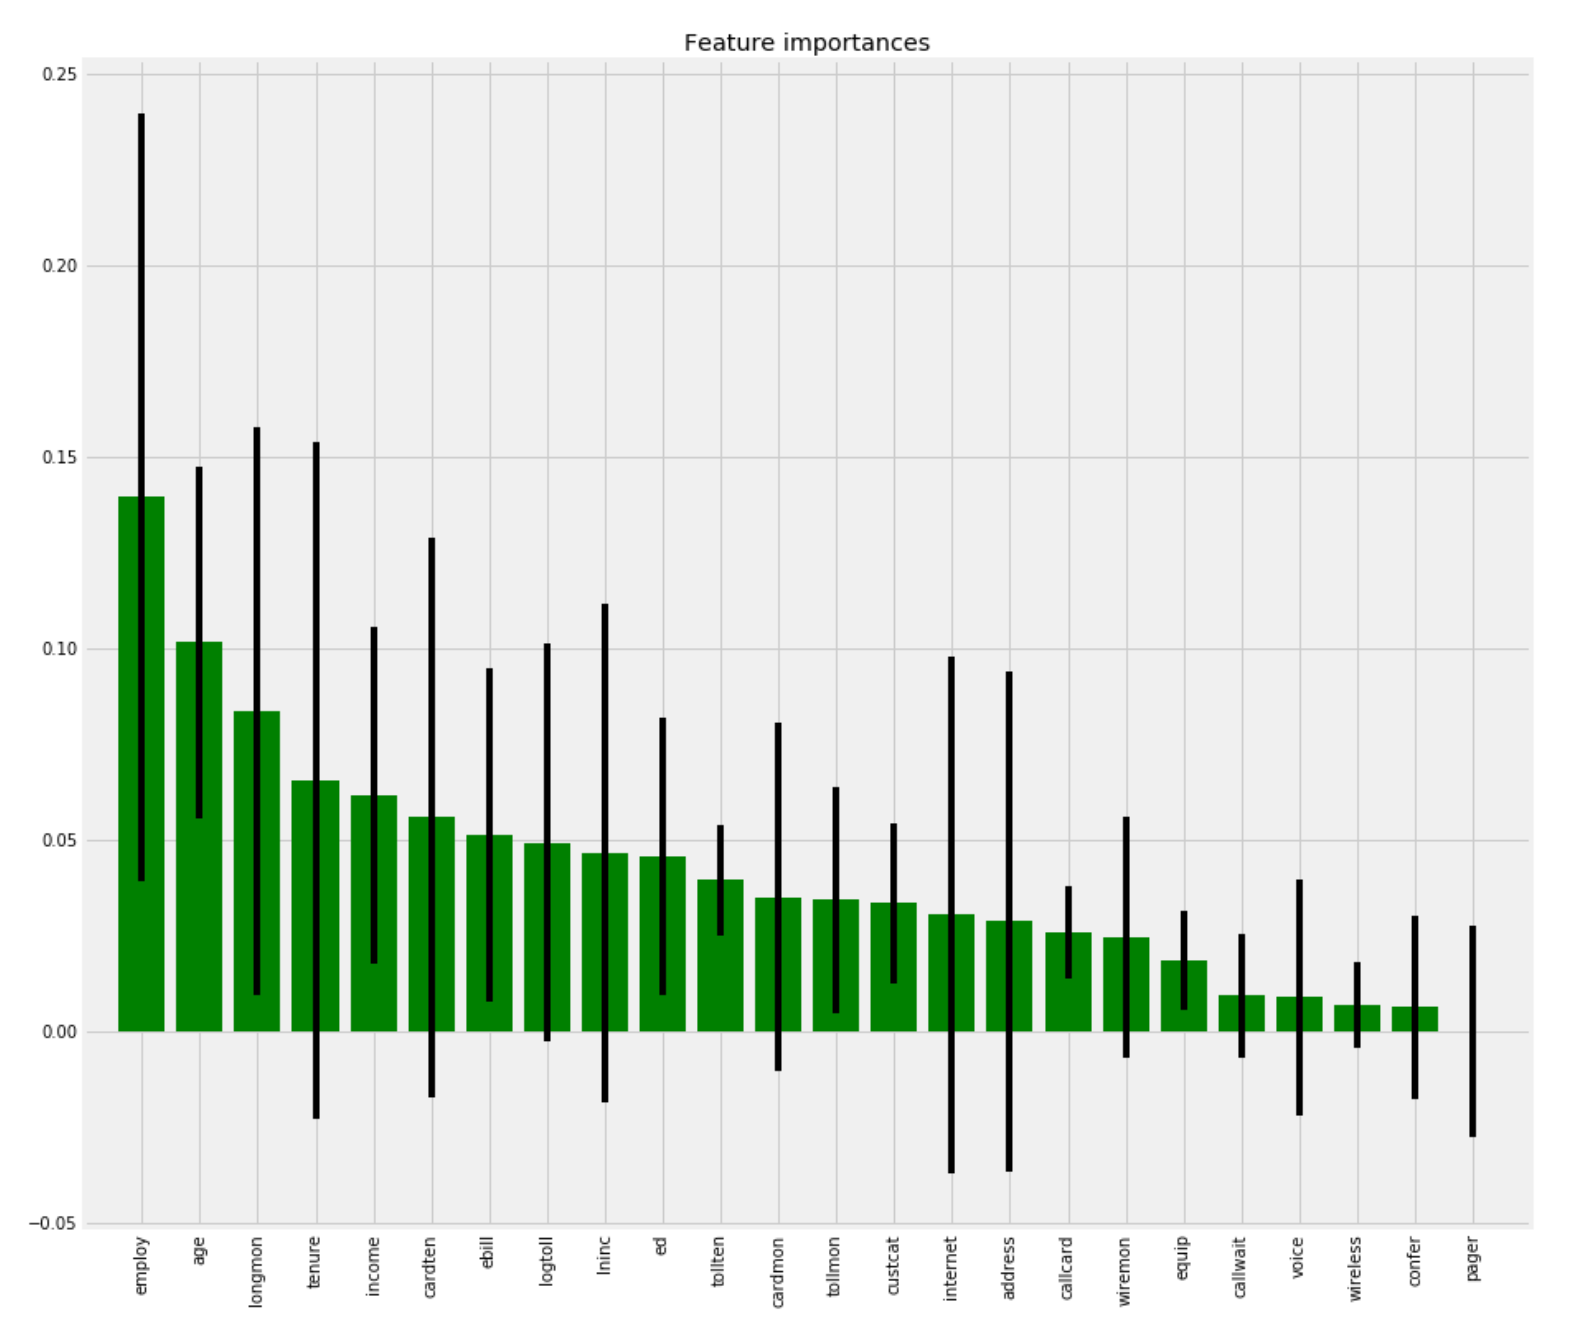 Feature importances
0.25
0.20
0.15
0.10
0.05
0.00
−0.05
employ
age
longmon
tenure
income
cardten
ebill
logtoll
lninc
ed
tollten
cardmon
tollmon
custcat
internet
address
callcard
wiremon
equip
callwait
voice
wireless
confer
pager